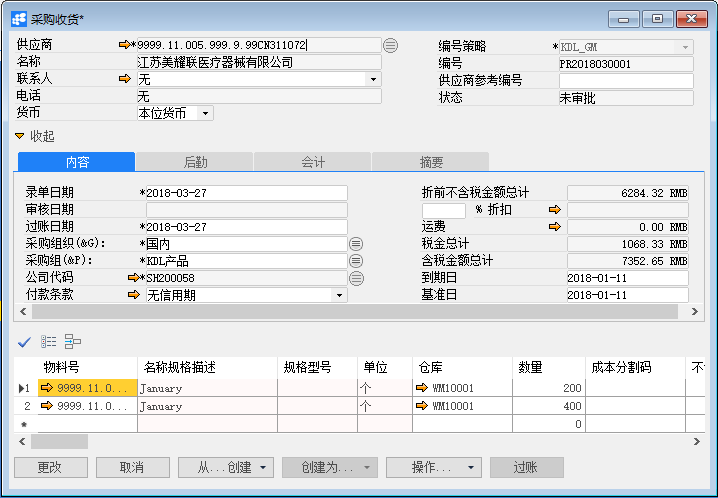 采购收货*
供应商 *9999.11.005.999.9.99CN311072
名称 江苏美耀联医疗器械有限公司
联系人 无
电话 无
货币 本位货币
编号策略 *KDL_GM
编号 PR2018030001
供应商参考编号
状态 未审批
收起
内容 后勤 会计 摘要
录单日期 *2018-03-27
审核日期
过账日期 *2018-03-27
采购组织(&G): *国内
采购组(&P): *KDL产品
公司代码 *SH200058
付款条款 无信用期
折前不含税金额总计 6284.32 RMB
% 折扣
运费 0.00 RMB
税金总计 1068.33 RMB
含税金额总计 7352.65 RMB
到期日 2018-01-11
基准日 2018-01-11
物料号 名称规格描述 规格型号 单位 仓库 数量 成本分割码
1 9999.11.0... January 个 WM10001 200
2 9999.11.0... January 个 WM10001 400
* 0
更改 取消 从...创建 创建为... 操作... 过账